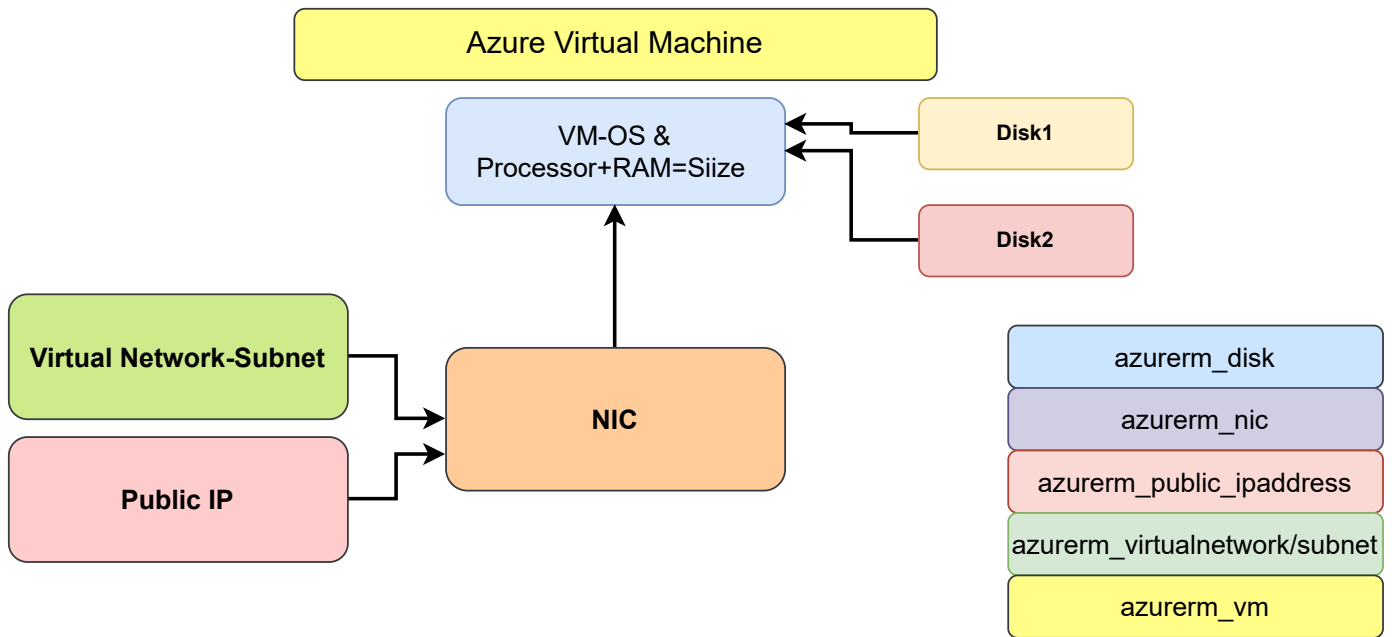 Azure Virtual Machine
VM-OS &
Processor+RAM=Siize
Disk1
Disk2
Virtual Network-Subnet
NIC
Public IP
azurerm_disk
azurerm_nic
azurerm_public_ipaddress
azurerm_virtualnetwork/subnet
azurerm_vm